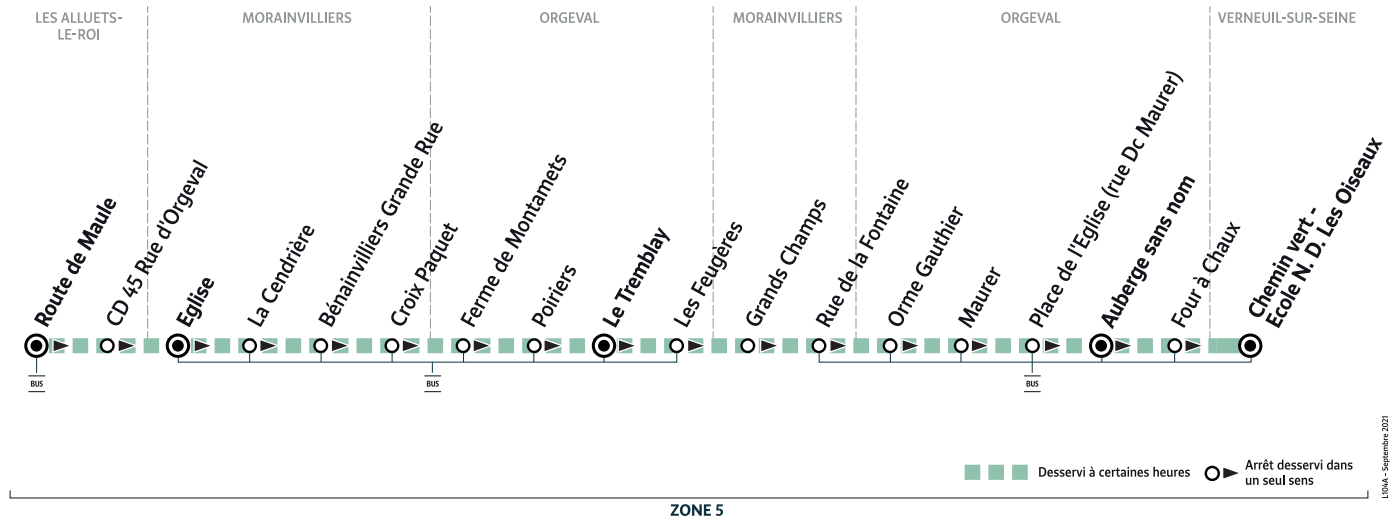 LES ALLUETS-
LE-ROI
MORAINVILLIERS
ORGEVAL
MORAINVILLIERS
ORGEVAL
VERNEUIL-SUR-SEINE
Route de Maule
CD 45 Rue d'Orgeval
Eglise
La Cendrière
Bénainvilliers Grande Rue
Croix Paquet
Ferme de Montamets
Poiriers
Le Tremblay
Les Feugères
Grands Champs
Rue de la Fontaine
Orme Gauthier
Maurer
Place de l'Eglise (rue Dc Maurer)
Auberge sans nom
Four à Chaux
Chemin vert -
Ecole N. D. Les Oiseaux
BUS
BUS
BUS
Desservi à certaines heures
Arrêt desservi dans
un seul sens
L104A - Septembre 2021
ZONE 5